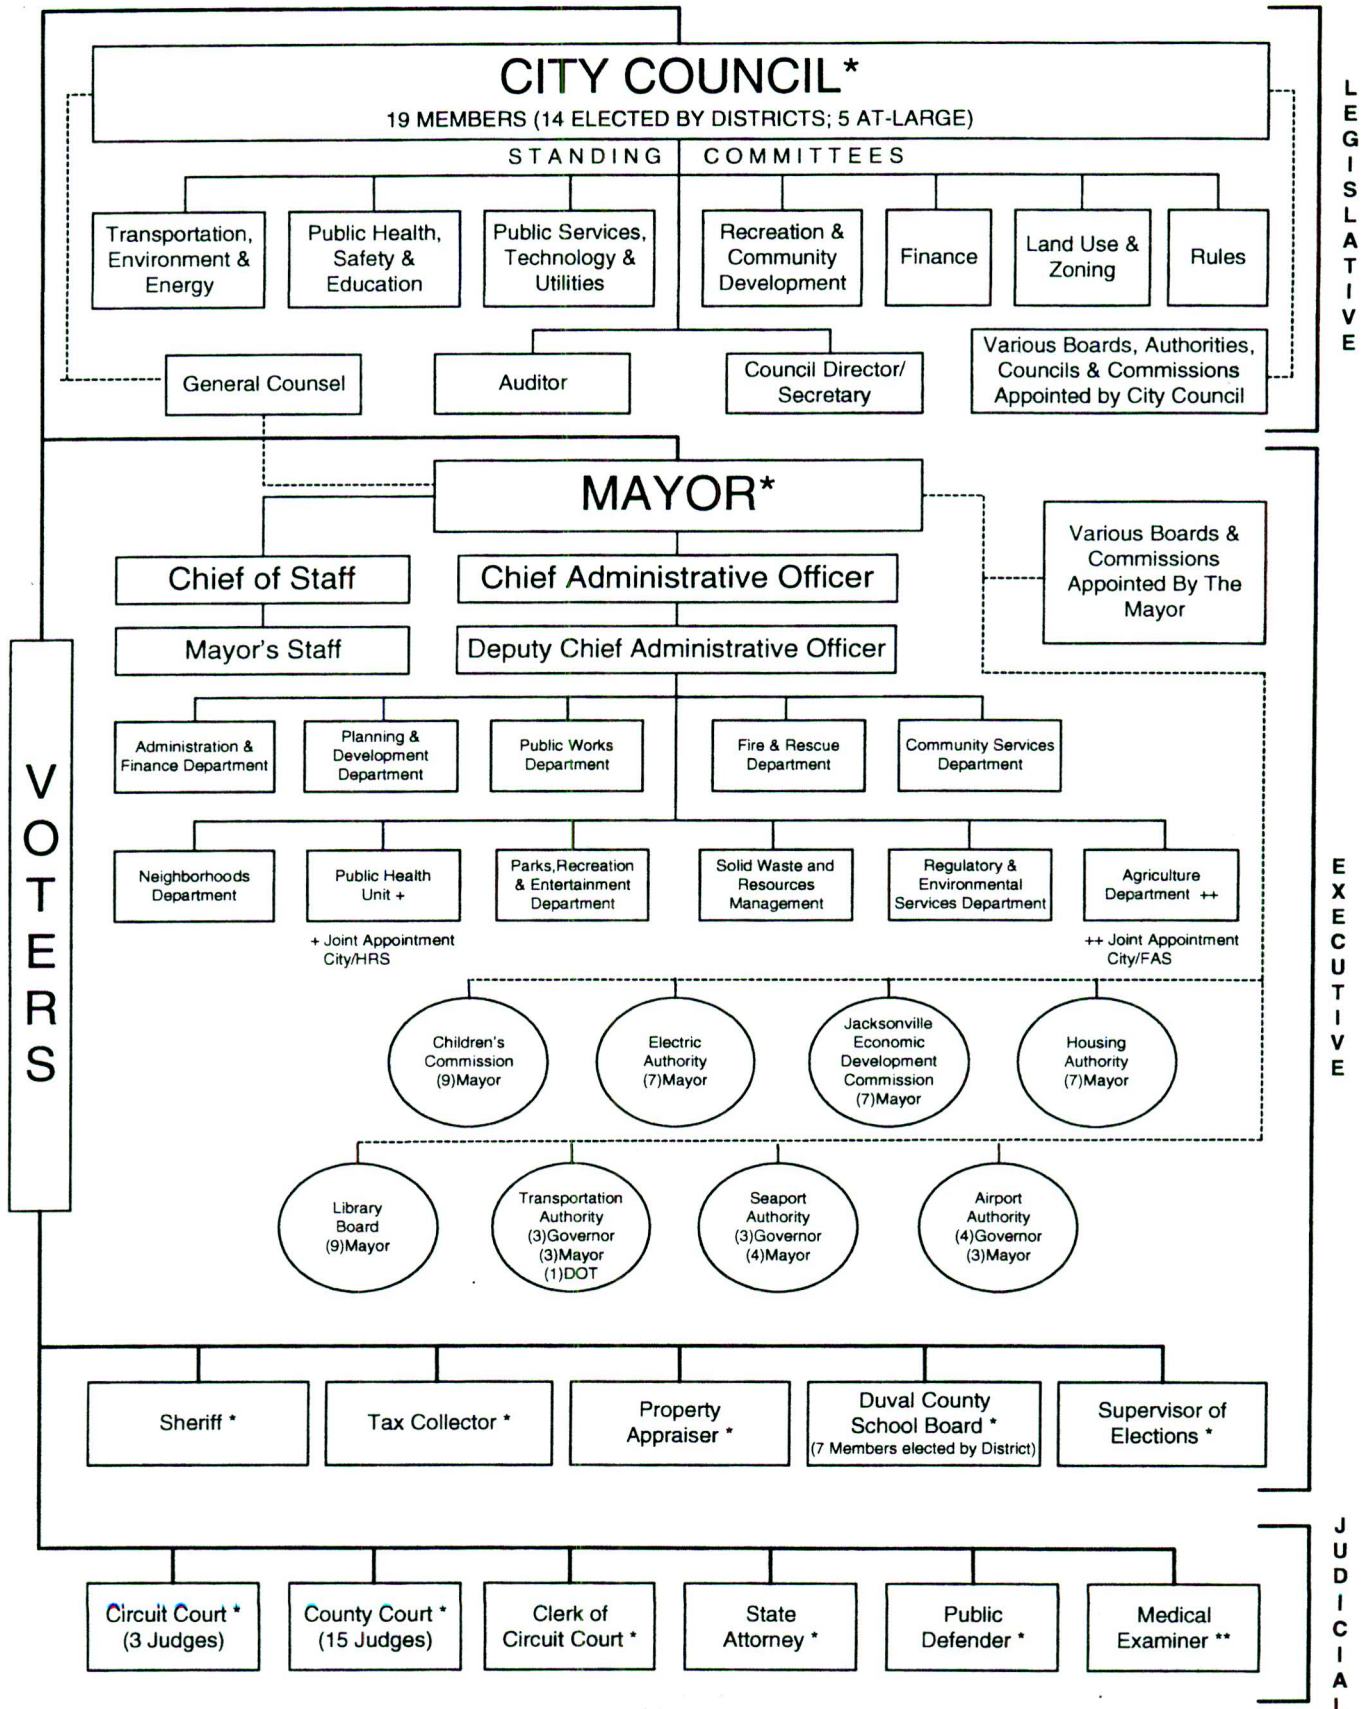 CITY COUNCIL*
19 MEMBERS (14 ELECTED BY DISTRICTS; 5 AT-LARGE)
STANDING COMMITTEES
Transportation,
Environment &
Energy
Public Health,
Safety &
Education
Public Services,
Technology &
Utilities
Recreation &
Community
Development
Finance
Land Use &
Zoning
Rules
General Counsel
Auditor
Council Director/
Secretary
Various Boards, Authorities,
Councils & Commissions
Appointed by City Council
LEGISLATIVE
MAYOR*
Chief of Staff
Mayor's Staff
Chief Administrative Officer
Deputy Chief Administrative Officer
Various Boards &
Commissions
Appointed By The
Mayor
VOTERS
Administration &
Finance Department
Planning &
Development
Department
Public Works
Department
Fire & Rescue
Department
Community Services
Department
Neighborhoods
Department
Public Health
Unit +
+ Joint Appointment
City/HRS
Parks,Recreation
& Entertainment
Department
Solid Waste and
Resources
Management
Regulatory &
Environmental
Services Department
Agriculture
Department ++
++ Joint Appointment
City/FAS
EXECUTIVE
Children's
Commission
(9)Mayor
Electric
Authority
(7)Mayor
Jacksonville
Economic
Development
Commission
(7)Mayor
Housing
Authority
(7)Mayor
Library
Board
(9)Mayor
Transportation
Authority
(3)Governor
(3)Mayor
(1)DOT
Seaport
Authority
(3)Governor
(4)Mayor
Airport
Authority
(4)Governor
(3)Mayor
Sheriff *
Tax Collector *
Property
Appraiser *
Duval County
School Board *
(7 Members elected by District)
Supervisor of
Elections *
Circuit Court *
(3 Judges)
County Court *
(15 Judges)
Clerk of
Circuit Court *
State
Attorney *
Public
Defender *
Medical
Examiner **
JUDICIAL